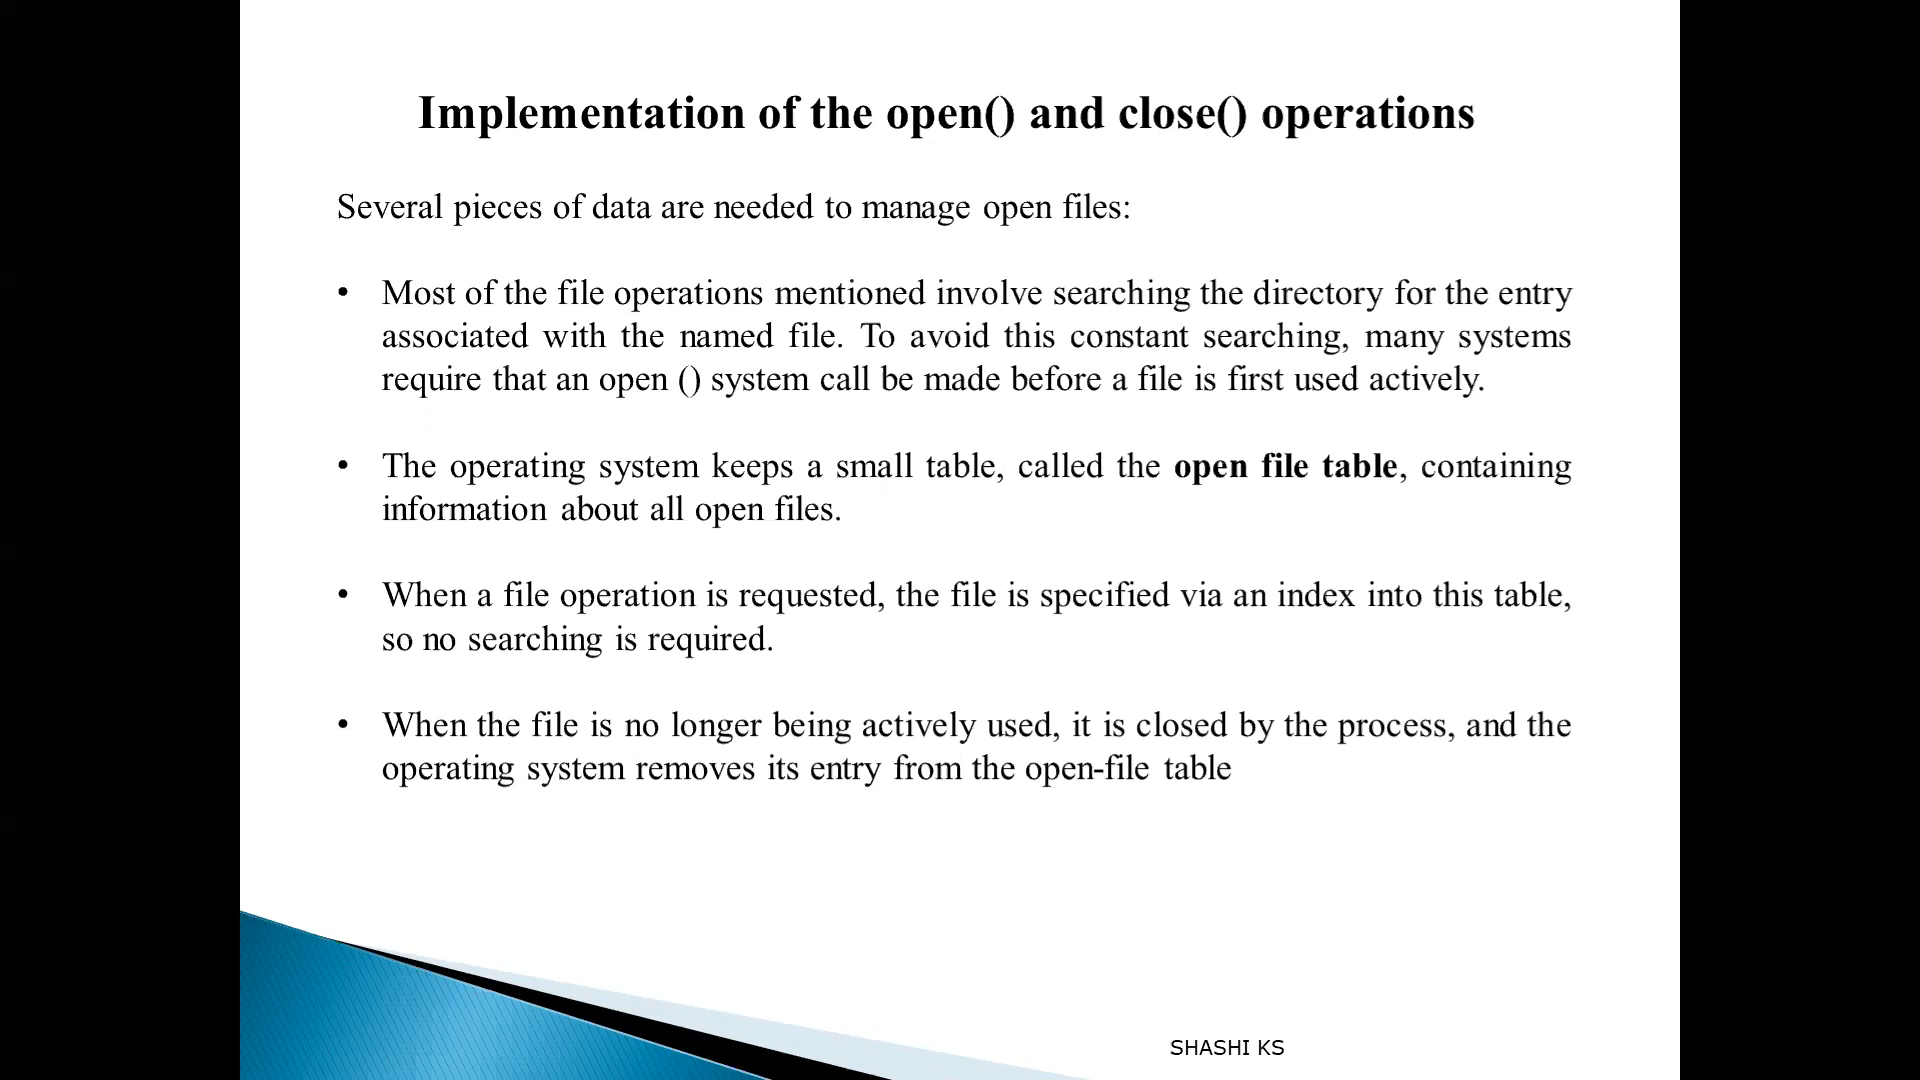 Implementation of the open() and close() operations
Several pieces of data are needed to manage open files:
• Most of the file operations mentioned involve searching the directory for the entry
associated with the named file. To avoid this constant searching, many systems
require that an open () system call be made before a file is first used actively.
• The operating system keeps a small table, called the open file table, containing
information about all open files.
• When a file operation is requested, the file is specified via an index into this table,
so no searching is required.
• When the file is no longer being actively used, it is closed by the process, and the
operating system removes its entry from the open-file table
SHASHI KS